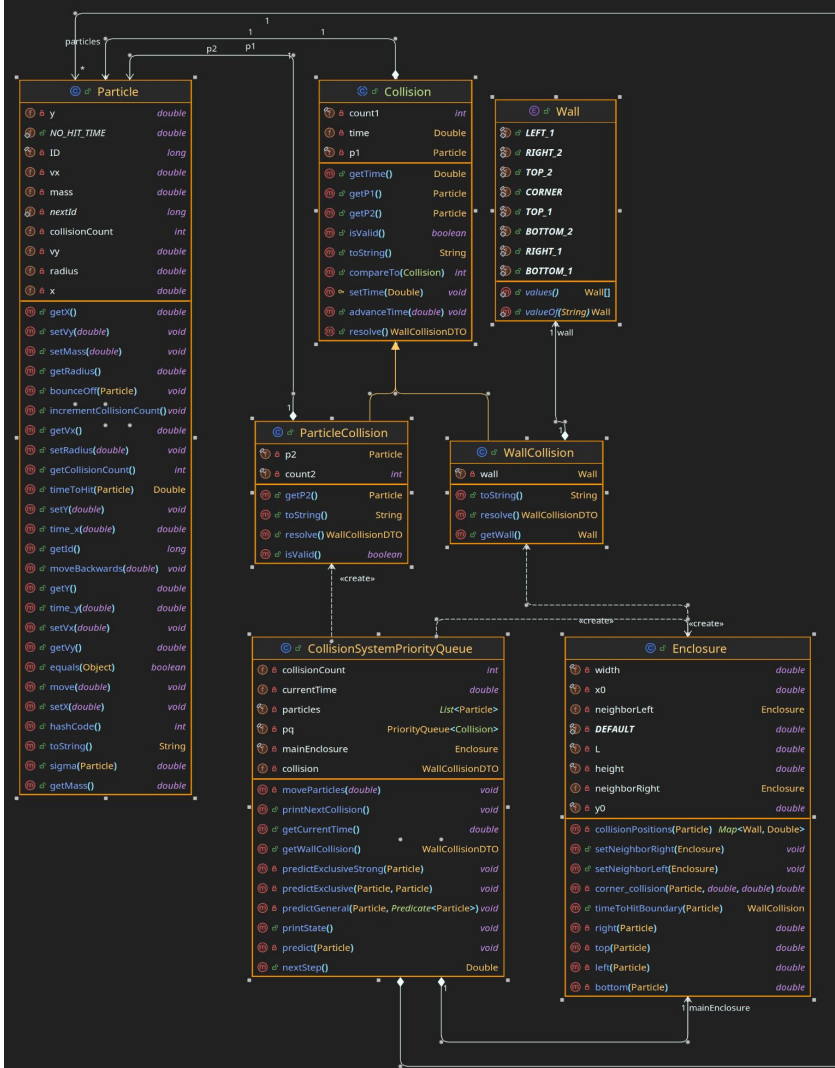 1
particles
1
1
p2
p1
1
*
Particle
y double
NO_HIT_TIME double
ID long
vx double
mass double
nextId long
collisionCount int
vy double
radius double
x double
getX() double
setVy(double) void
setMass(double) void
getRadius() double
bounceOff(Particle) void
incrementCollisionCount() void
getVx() double
setRadius(double) void
getCollisionCount() int
timeToHit(Particle) Double
setY(double) void
time_x(double) double
getId() long
moveBackwards(double) void
getY() double
time_y(double) double
setVx(double) void
getVy() double
equals(Object) boolean
move(double) void
setX(double) void
hashCode() int
toString() String
sigma(Particle) double
getMass() double
Collision
count1 int
time Double
p1 Particle
getTime() Double
getP1() Particle
getP2() Particle
isValid() boolean
toString() String
compareTo(Collision) int
setTime(Double) void
advanceTime(double) void
resolve() WallCollisionDTO
Wall
LEFT_1
RIGHT_2
TOP_2
CORNER
TOP_1
BOTTOM_2
RIGHT_1
BOTTOM_1
values() Wall[]
valueOf(String) Wall
1 wall
1
1
ParticleCollision
p2 Particle
count2 int
getP2() Particle
toString() String
resolve() WallCollisionDTO
isValid() boolean
WallCollision
wall Wall
toString() String
resolve() WallCollisionDTO
getWall() Wall
«create»
«create»
«create»
CollisionSystemPriorityQueue
collisionCount int
currentTime double
particles List<Particle>
pq PriorityQueue<Collision>
mainEnclosure Enclosure
collision WallCollisionDTO
moveParticles(double) void
printNextCollision() void
getCurrentTime() double
getWallCollision() WallCollisionDTO
predictExclusiveStrong(Particle) void
predictExclusive(Particle, Particle) void
predictGeneral(Particle, Predicate<Particle>) void
printState() void
predict(Particle) void
nextStep() Double
Enclosure
width double
x0 double
neighborLeft Enclosure
DEFAULT double
L double
height double
neighborRight Enclosure
y0 double
collisionPositions(Particle) Map<Wall, Double>
setNeighborRight(Enclosure) void
setNeighborLeft(Enclosure) void
corner_collision(Particle, double, double) double
timeToHitBoundary(Particle) WallCollision
right(Particle) double
top(Particle) double
left(Particle) double
bottom(Particle) double
1
1 mainEnclosure